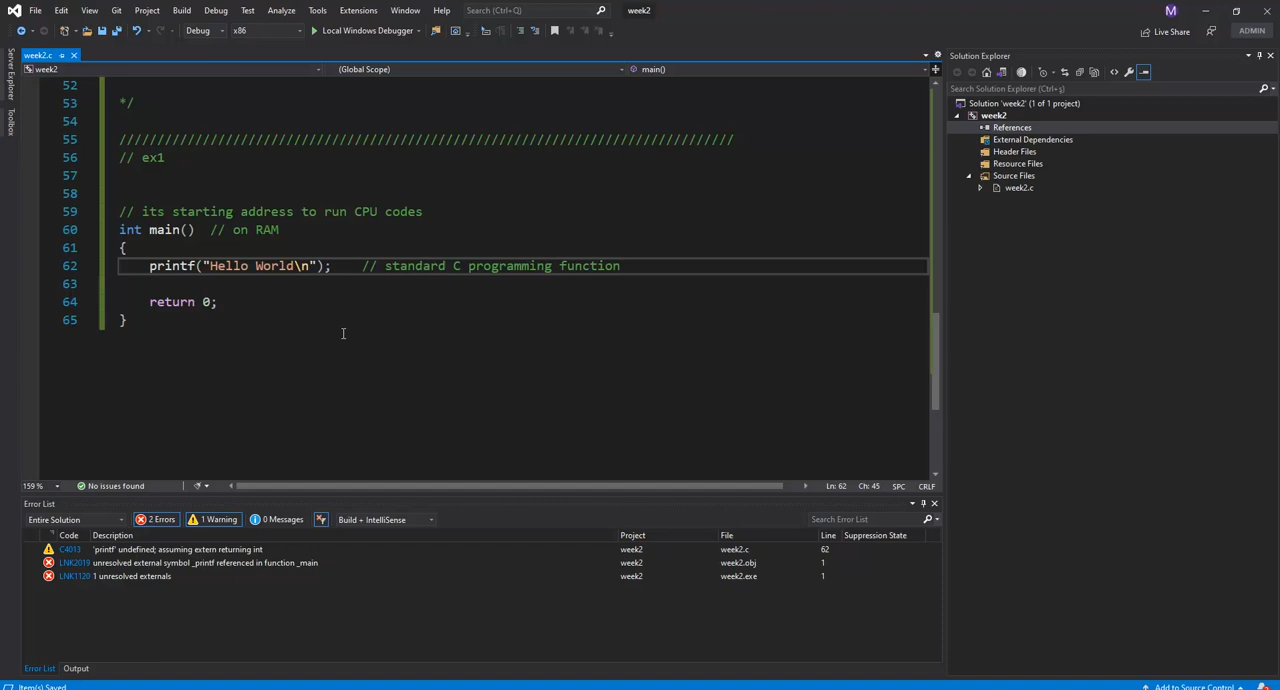 File Edit View Git Project Build Debug Test Analyze Tools Extensions Window Help Search (Ctrl+Q) week2 M
Debug x86 Local Windows Debugger Live Share ADMIN
Server Explorer
Toolbox
week2.c
week2 (Global Scope) main()
52
53 */
54
55 //////////////////////////////////////////////////////////////////////////////////
56 // ex1
57
58
59 // its starting address to run CPU codes
60 int main()  // on RAM
61 {
62 printf("Hello World\n");    // standard C programming function
63
64 return 0;
65 }
159 % No issues found Ln: 62 Ch: 45 SPC CRLF
Error List
Entire Solution 2 Errors 1 Warning 0 Messages Build + IntelliSense Search Error List
Code Description Project File Line Suppression State
C4013 'printf' undefined; assuming extern returning int week2 week2.c 62
LNK2019 unresolved external symbol _printf referenced in function _main week2 week2.obj 1
LNK1120 1 unresolved externals week2 week2.exe 1
Error List Output
Item(s) Saved Add to Source Control
Solution Explorer
Search Solution Explorer (Ctrl+ş)
Solution 'week2' (1 of 1 project)
week2
References
External Dependencies
Header Files
Resource Files
Source Files
week2.c